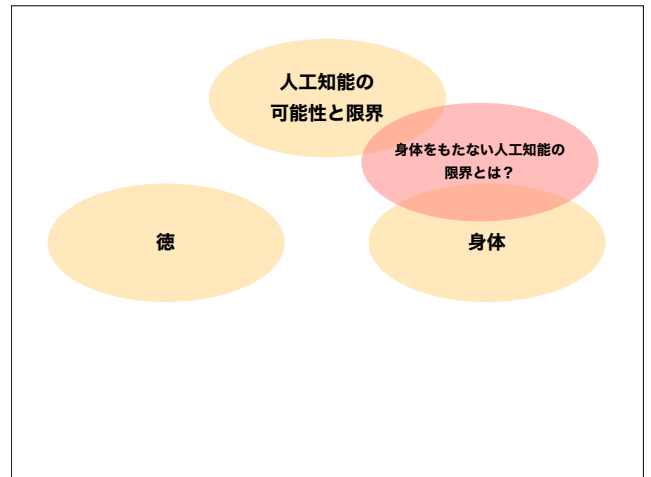 人工知能の
可能性と限界
身体をもたない人工知能の
限界とは？
徳
身体